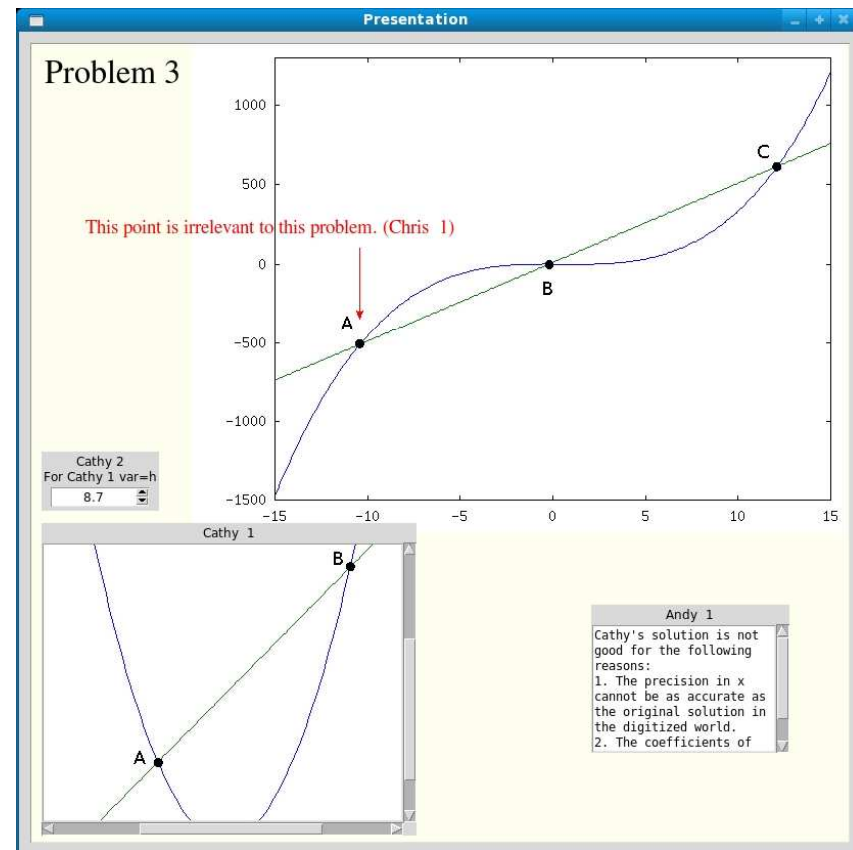 Presentation
Problem 3
1000
500
0
-500
-1000
-1500
-15
-10
-5
0
5
10
15
C
B
A
This point is irrelevant to this problem. (Chris 1)
Cathy 2
For Cathy 1 var=h
8.7
Cathy 1
B
A
Andy 1
Cathy's solution is not
good for the following
reasons:
1. The precision in x
cannot be as accurate as
the original solution in
the digitized world.
2. The coefficients of